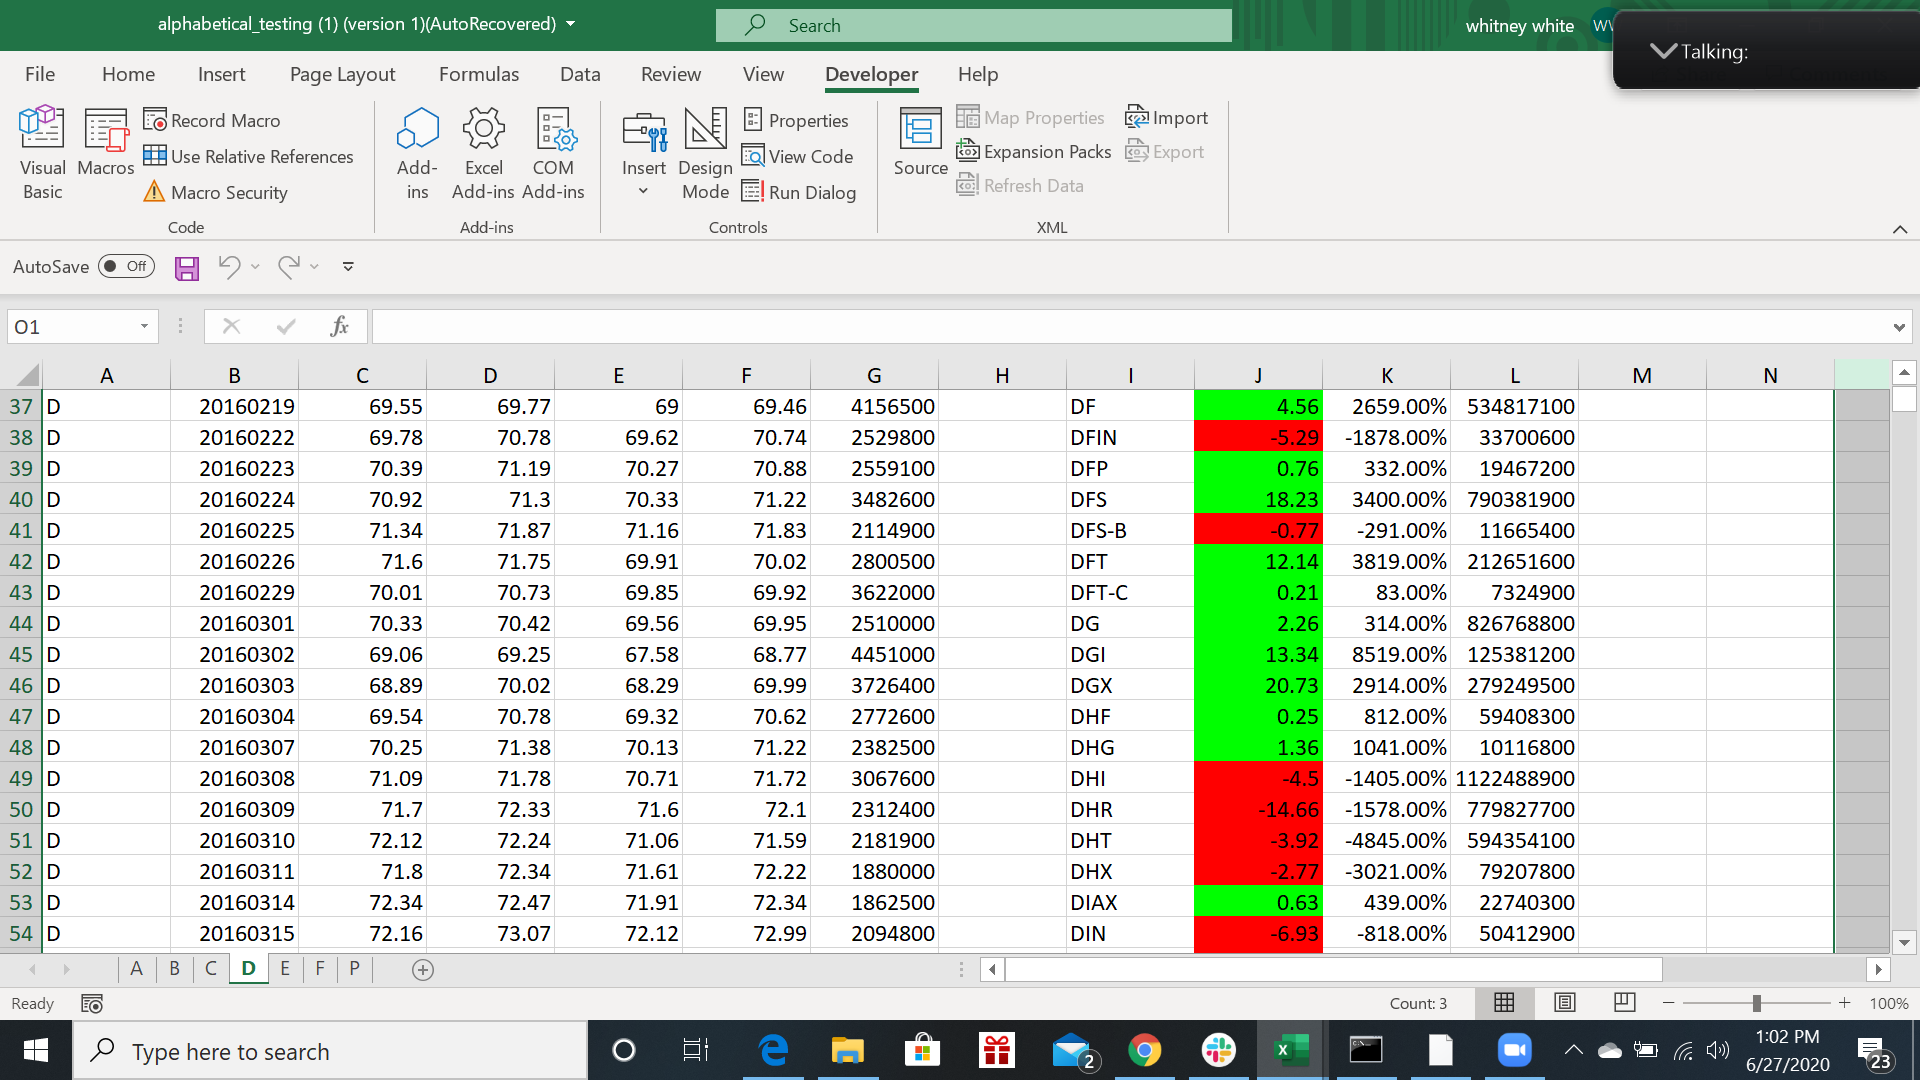 alphabetical_testing (1) (version 1)(AutoRecovered)
Search
whitney white
Talking:
File Home Insert Page Layout Formulas Data Review View Developer Help
Visual Basic
Macros
Record Macro
Use Relative References
Macro Security
Code
Add-ins
Excel Add-ins
COM Add-ins
Add-ins
Insert
Design Mode
Properties
View Code
Run Dialog
Controls
Source
Map Properties
Expansion Packs
Refresh Data
Import
Export
XML
AutoSave Off
O1
fx
A B C D E F G H I J K L M N
37 D 20160219 69.55 69.77 69 69.46 4156500 DF 4.56 2659.00% 534817100
38 D 20160222 69.78 70.78 69.62 70.74 2529800 DFIN -5.29 -1878.00% 33700600
39 D 20160223 70.39 71.19 70.27 70.88 2559100 DFP 0.76 332.00% 19467200
40 D 20160224 70.92 71.3 70.33 71.22 3482600 DFS 18.23 3400.00% 790381900
41 D 20160225 71.34 71.87 71.16 71.83 2114900 DFS-B -0.77 -291.00% 11665400
42 D 20160226 71.6 71.75 69.91 70.02 2800500 DFT 12.14 3819.00% 212651600
43 D 20160229 70.01 70.73 69.85 69.92 3622000 DFT-C 0.21 83.00% 7324900
44 D 20160301 70.33 70.42 69.56 69.95 2510000 DG 2.26 314.00% 826768800
45 D 20160302 69.06 69.25 67.58 68.77 4451000 DGI 13.34 8519.00% 125381200
46 D 20160303 68.89 70.02 68.29 69.99 3726400 DGX 20.73 2914.00% 279249500
47 D 20160304 69.54 70.78 69.32 70.62 2772600 DHF 0.25 812.00% 59408300
48 D 20160307 70.25 71.38 70.13 71.22 2382500 DHG 1.36 1041.00% 10116800
49 D 20160308 71.09 71.78 70.71 71.72 3067600 DHI -4.5 -1405.00% 1122488900
50 D 20160309 71.7 72.33 71.6 72.1 2312400 DHR -14.66 -1578.00% 779827700
51 D 20160310 72.12 72.24 71.06 71.59 2181900 DHT -3.92 -4845.00% 594354100
52 D 20160311 71.8 72.34 71.61 72.22 1880000 DHX -2.77 -3021.00% 79207800
53 D 20160314 72.34 72.47 71.91 72.34 1862500 DIAX 0.63 439.00% 22740300
54 D 20160315 72.16 73.07 72.12 72.99 2094800 DIN -6.93 -818.00% 50412900
A B C D E F P
Ready
Count: 3
100%
Type here to search
2
1:02 PM
6/27/2020
23